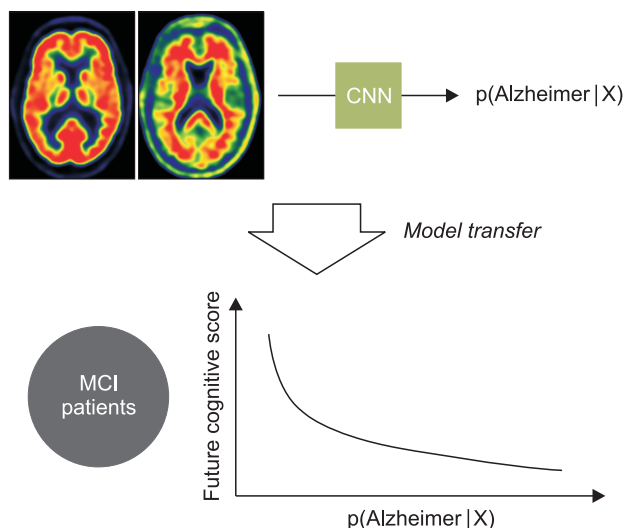 CNN
p(Alzheimer|X)
Model transfer
MCI
patients
Future cognitive score
p(Alzheimer|X)